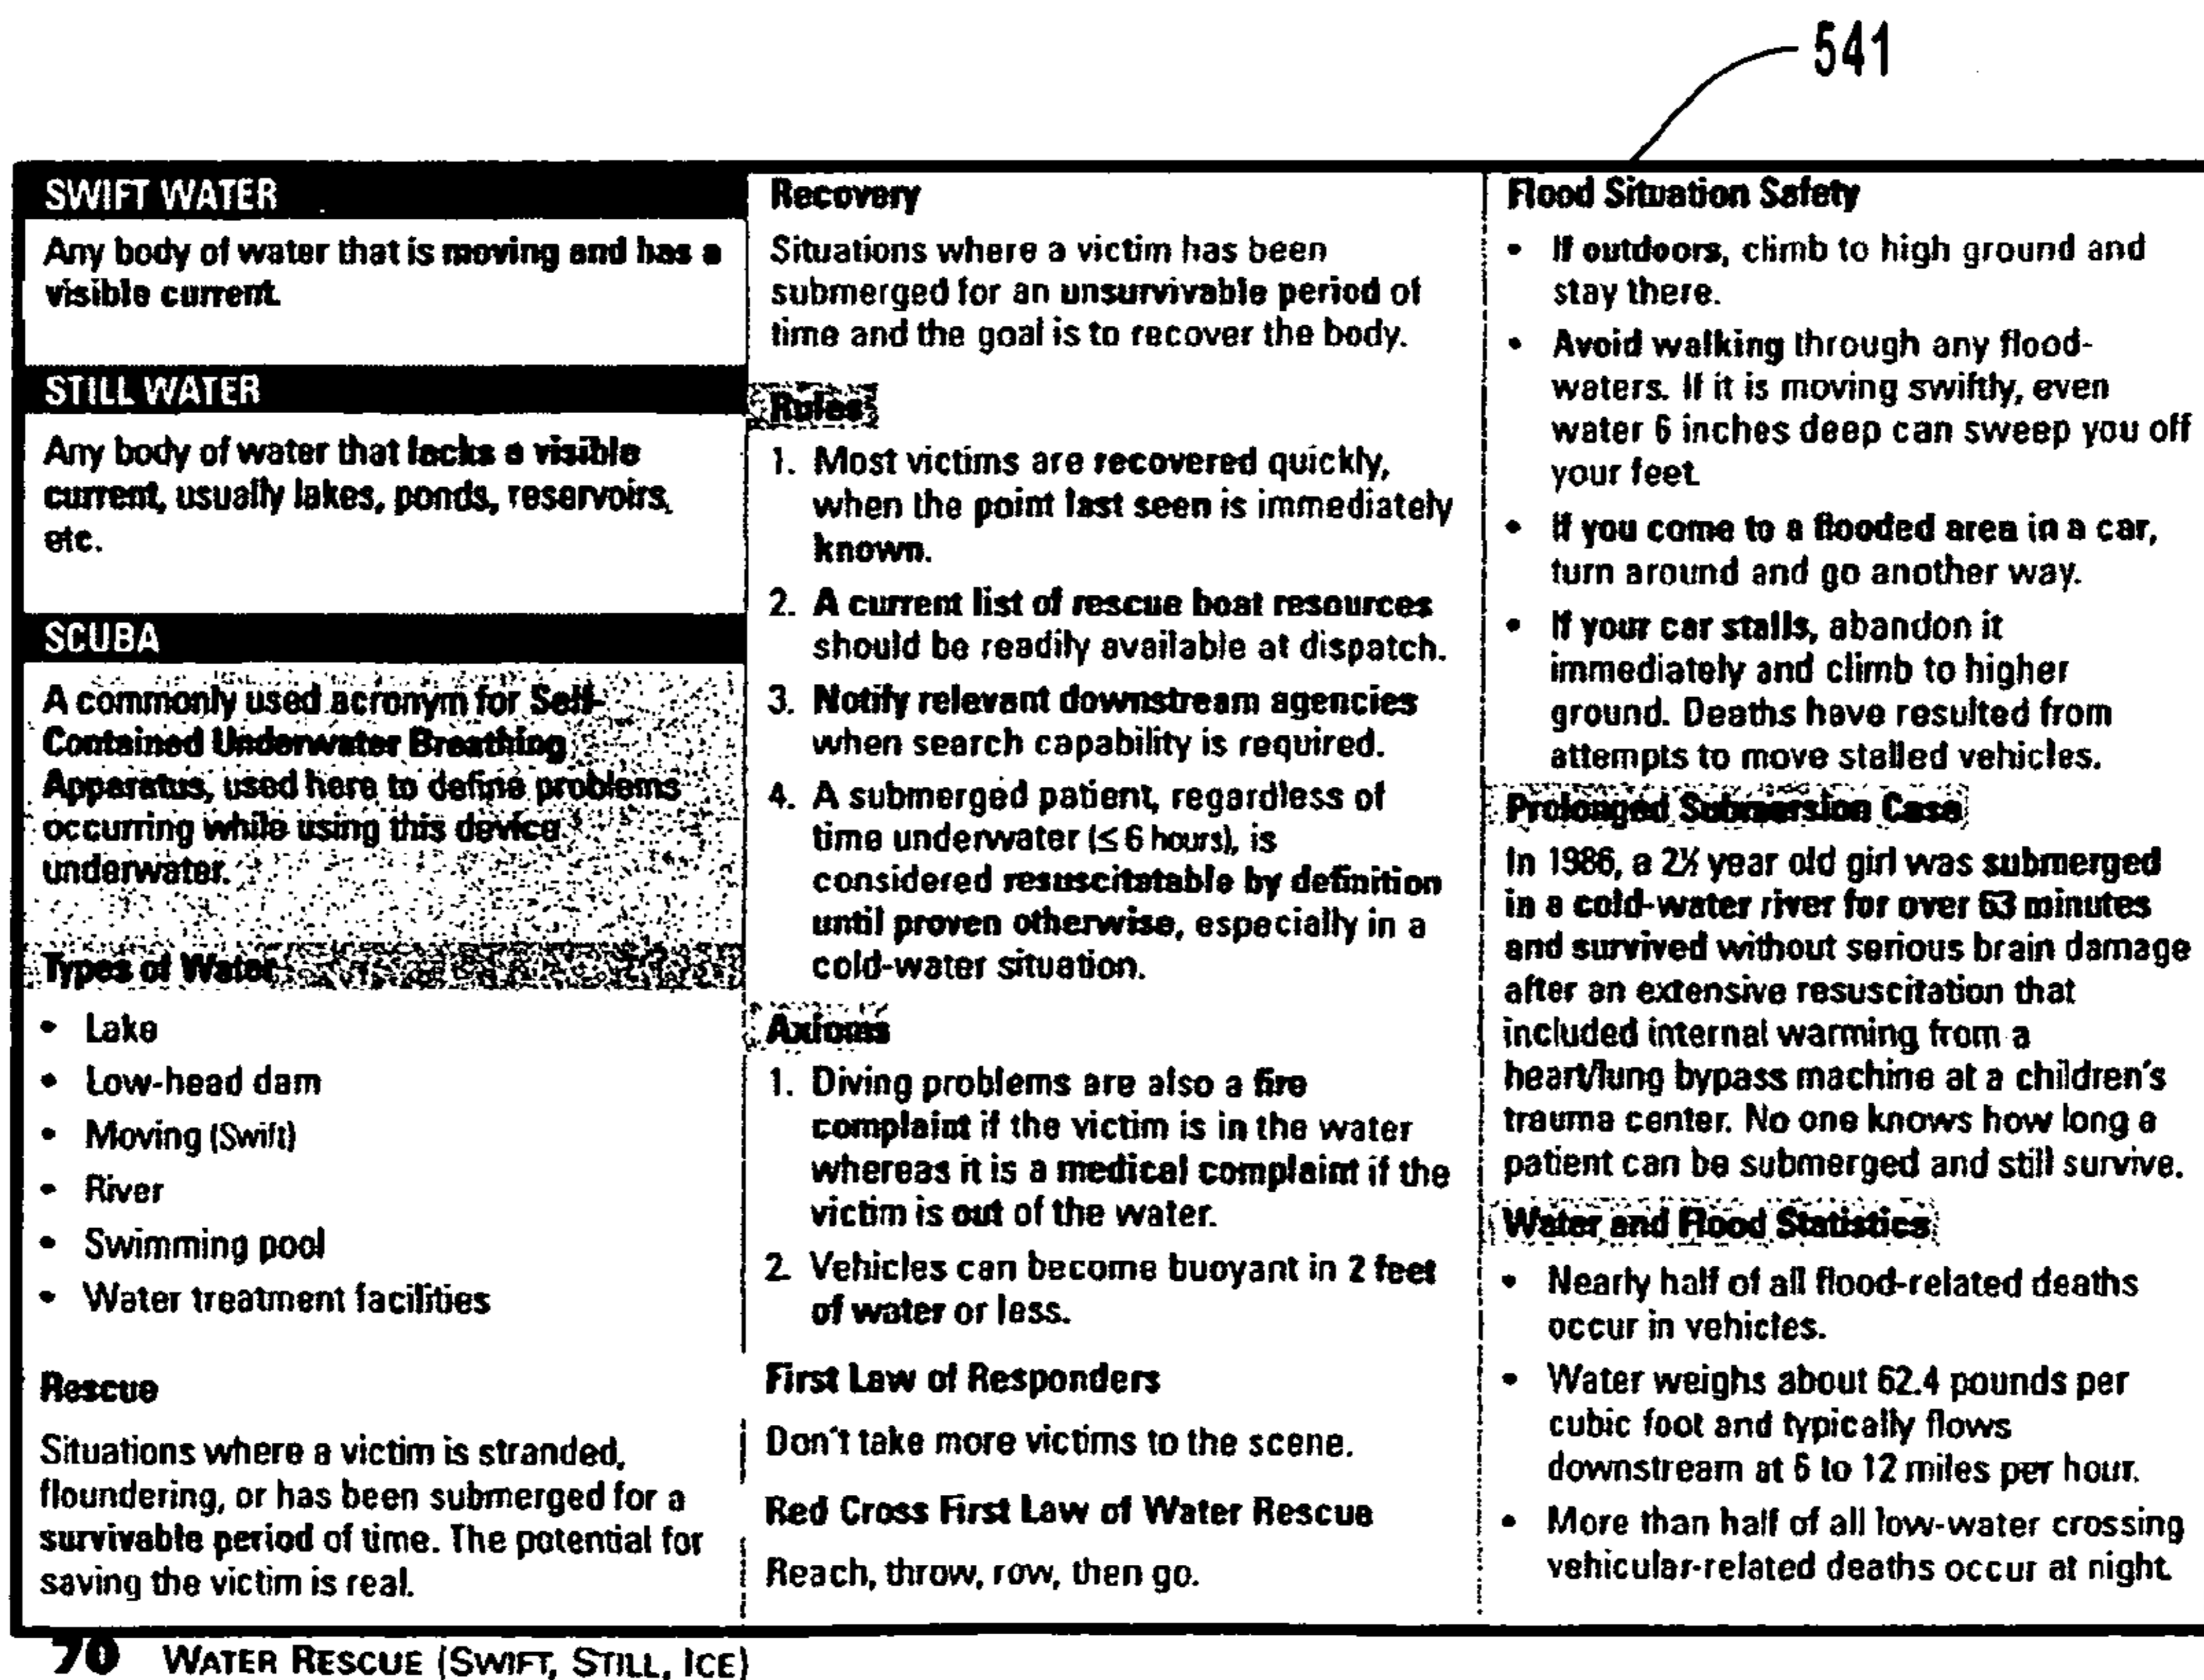 541
SWIFT WATER
Any body of water that is moving and has a
visible current.
STILL WATER
Any body of water that lacks a visible
current, usually lakes, ponds, reservoirs,
etc.
SCUBA
A commonly used acronym for Self-
Contained Underwater Breathing
Apparatus, used here to define problems
occurring while using this device
underwater.
Types of Water
• Lake
• Low-head dam
• Moving (Swift)
• River
• Swimming pool
• Water treatment facilities
Rescue
Situations where a victim is stranded,
floundering, or has been submerged for a
survivable period of time. The potential for
saving the victim is real.
Recovery
Situations where a victim has been
submerged for an unsurvivable period of
time and the goal is to recover the body.
Rules
1. Most victims are recovered quickly,
when the point last seen is immediately
known.
2. A current list of rescue boat resources
should be readily available at dispatch.
3. Notify relevant downstream agencies
when search capability is required.
4. A submerged patient, regardless of
time underwater (≤ 6 hours), is
considered resuscitatable by definition
until proven otherwise, especially in a
cold-water situation.
Axioms
1. Diving problems are also a fire
complaint if the victim is in the water
whereas it is a medical complaint if the
victim is out of the water.
2. Vehicles can become buoyant in 2 feet
of water or less.
First Law of Responders
Don't take more victims to the scene.
Red Cross First Law of Water Rescue
Reach, throw, row, then go.
Flood Situation Safety
• If outdoors, climb to high ground and
stay there.
• Avoid walking through any flood-
waters. If it is moving swiftly, even
water 6 inches deep can sweep you off
your feet.
• If you come to a flooded area in a car,
turn around and go another way.
• If your car stalls, abandon it
immediately and climb to higher
ground. Deaths have resulted from
attempts to move stalled vehicles.
Prolonged Submersion Case
In 1986, a 2½ year old girl was submerged
in a cold-water river for over 63 minutes
and survived without serious brain damage
after an extensive resuscitation that
included internal warming from a
heart/lung bypass machine at a children's
trauma center. No one knows how long a
patient can be submerged and still survive.
Water and Flood Statistics
• Nearly half of all flood-related deaths
occur in vehicles.
• Water weighs about 62.4 pounds per
cubic foot and typically flows
downstream at 6 to 12 miles per hour.
• More than half of all low-water crossing
vehicular-related deaths occur at night.
70 WATER RESCUE (SWIFT, STILL, ICE)